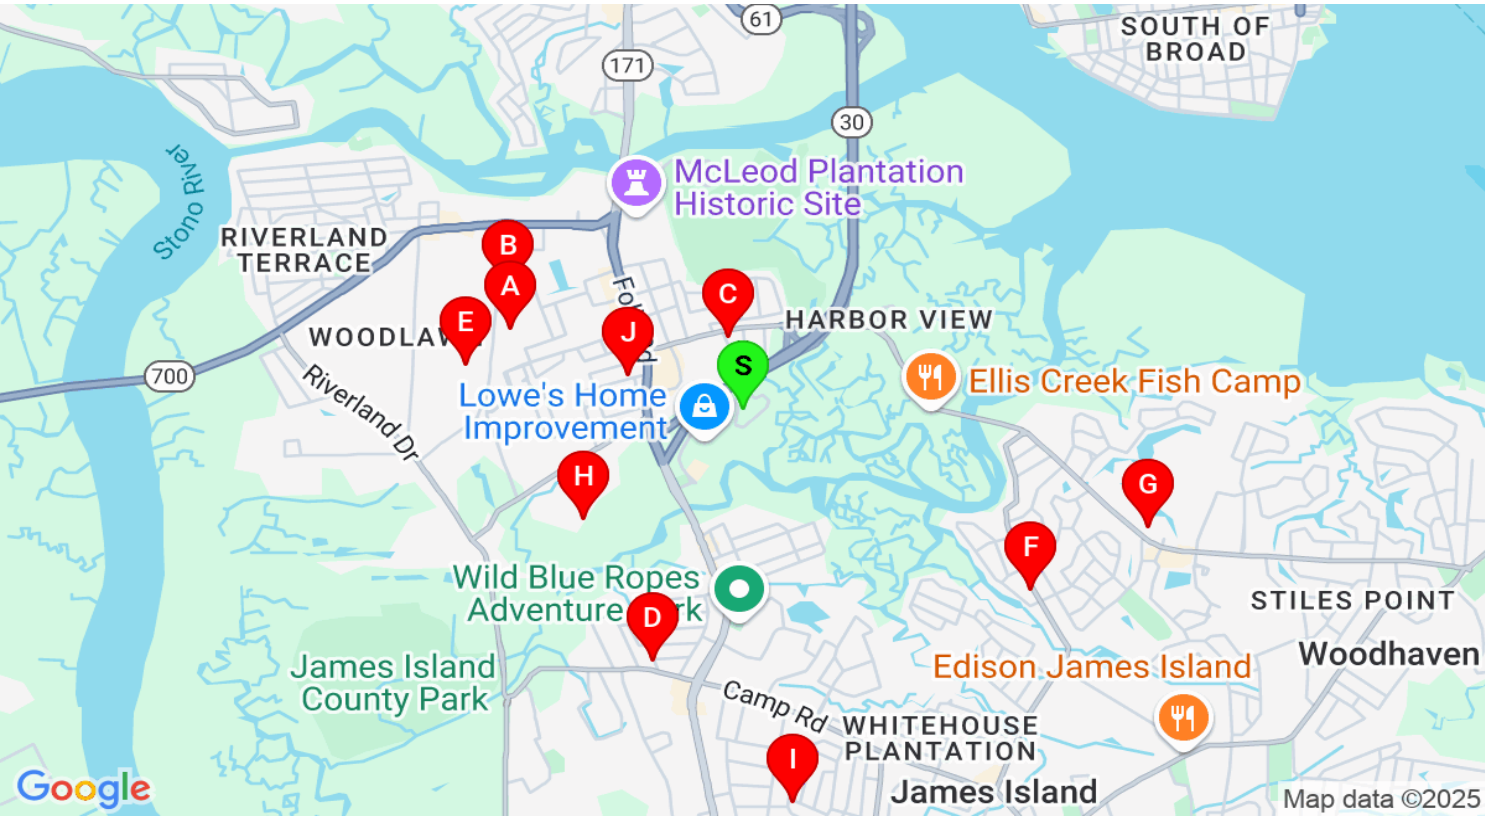 61
SOUTH OF
BROAD
171
30
McLeod Plantation
Historic Site
Stono River
RIVERLAND
TERRACE
B
A
C
E
J
HARBOR VIEW
S
700
Riverland Dr
Lowe's Home
Improvement
Ellis Creek Fish Camp
H
G
F
Wild Blue Ropes
D
STILES POINT
Woodhaven
James Island
County Park
Edison James Island
Camp Rd
WHITEHOUSE
PLANTATION
I
James Island
Google
Map data ©2025